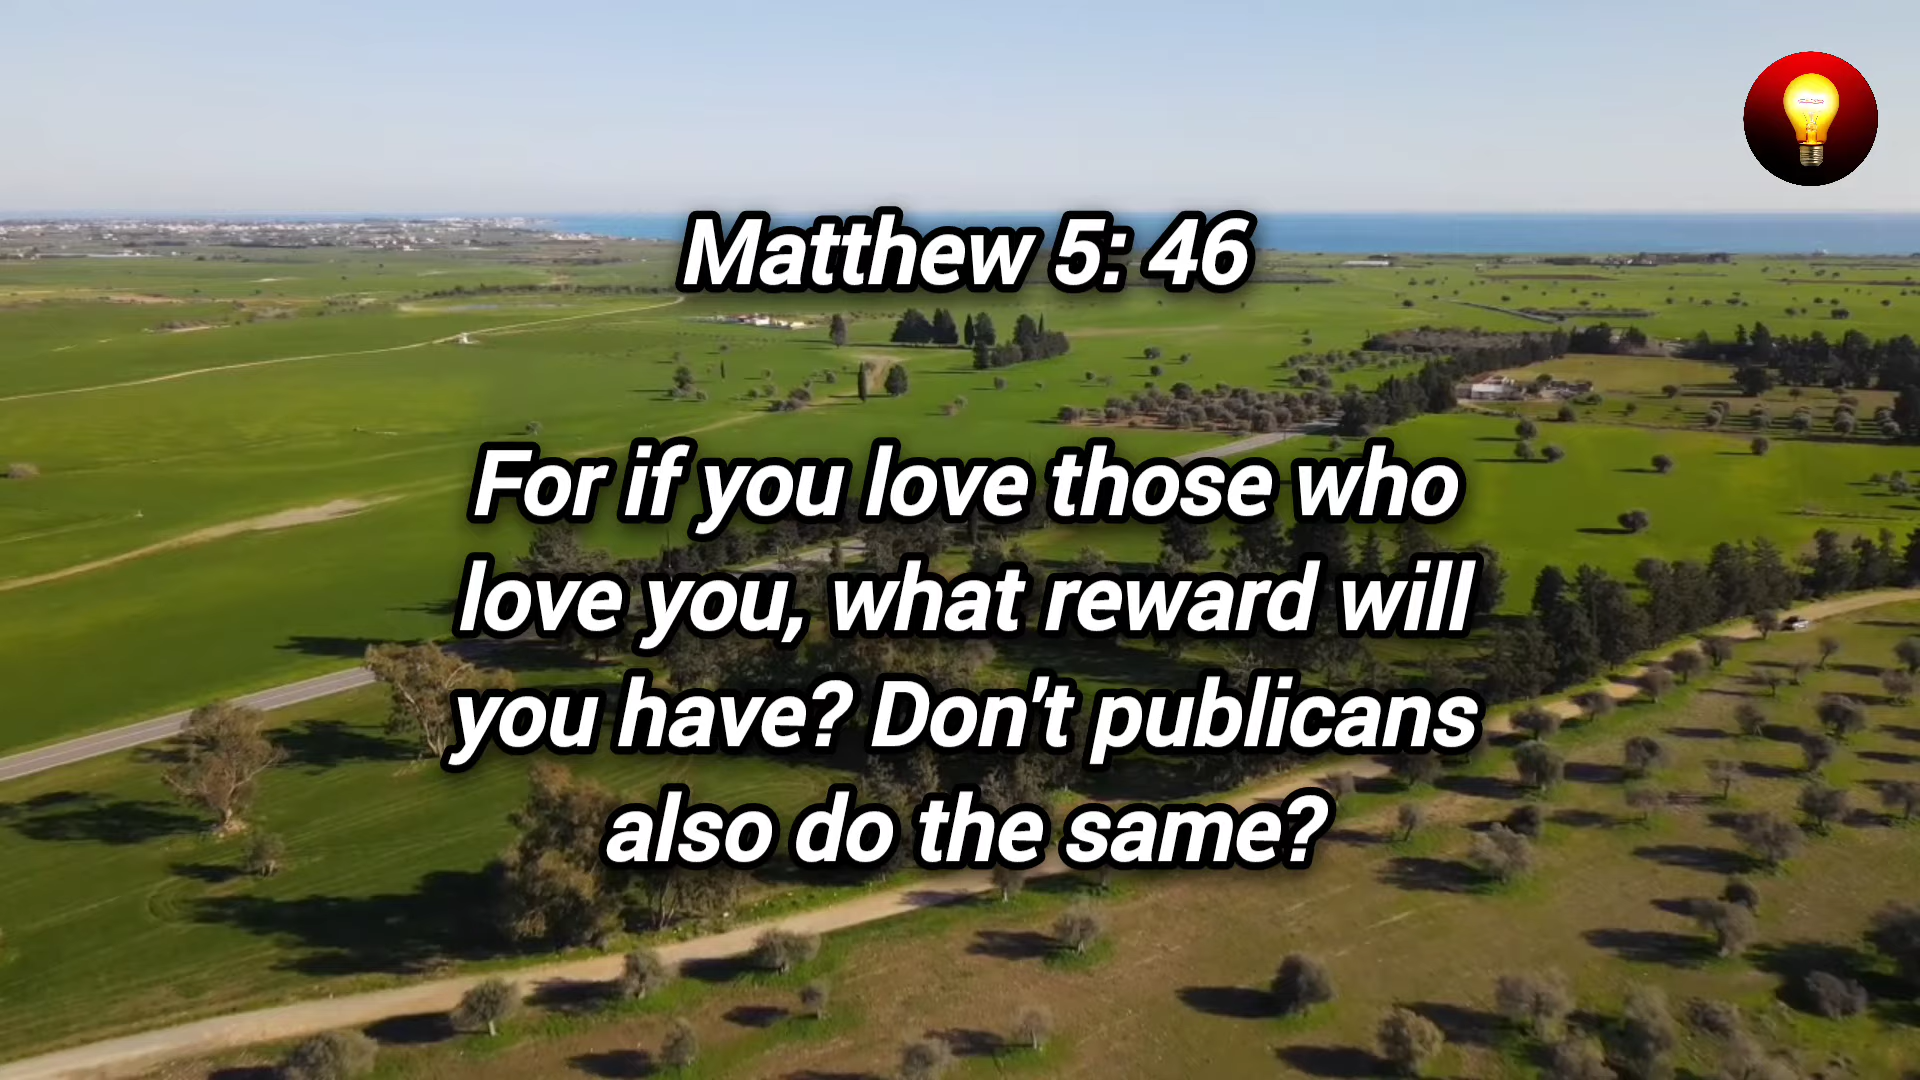 Matthew 5: 46
For if you love those who
love you, what reward will
you have? Don't publicans
also do the same?